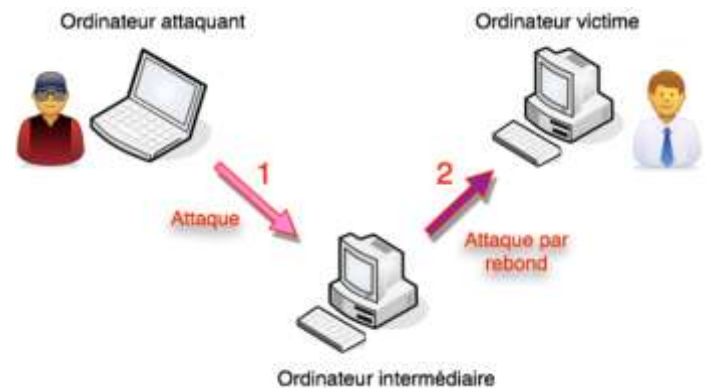 Ordinateur attaquant
Ordinateur victime
1
2
Attaque
Attaque par
rebond
Ordinateur intermédiaire